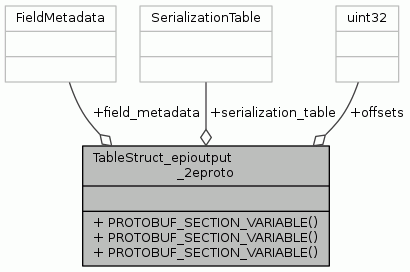 FieldMetadata
SerializationTable
uint32
+field_metadata
+serialization_table
+offsets
TableStruct_epioutput
_2eproto
+ PROTOBUF_SECTION_VARIABLE()
+ PROTOBUF_SECTION_VARIABLE()
+ PROTOBUF_SECTION_VARIABLE()